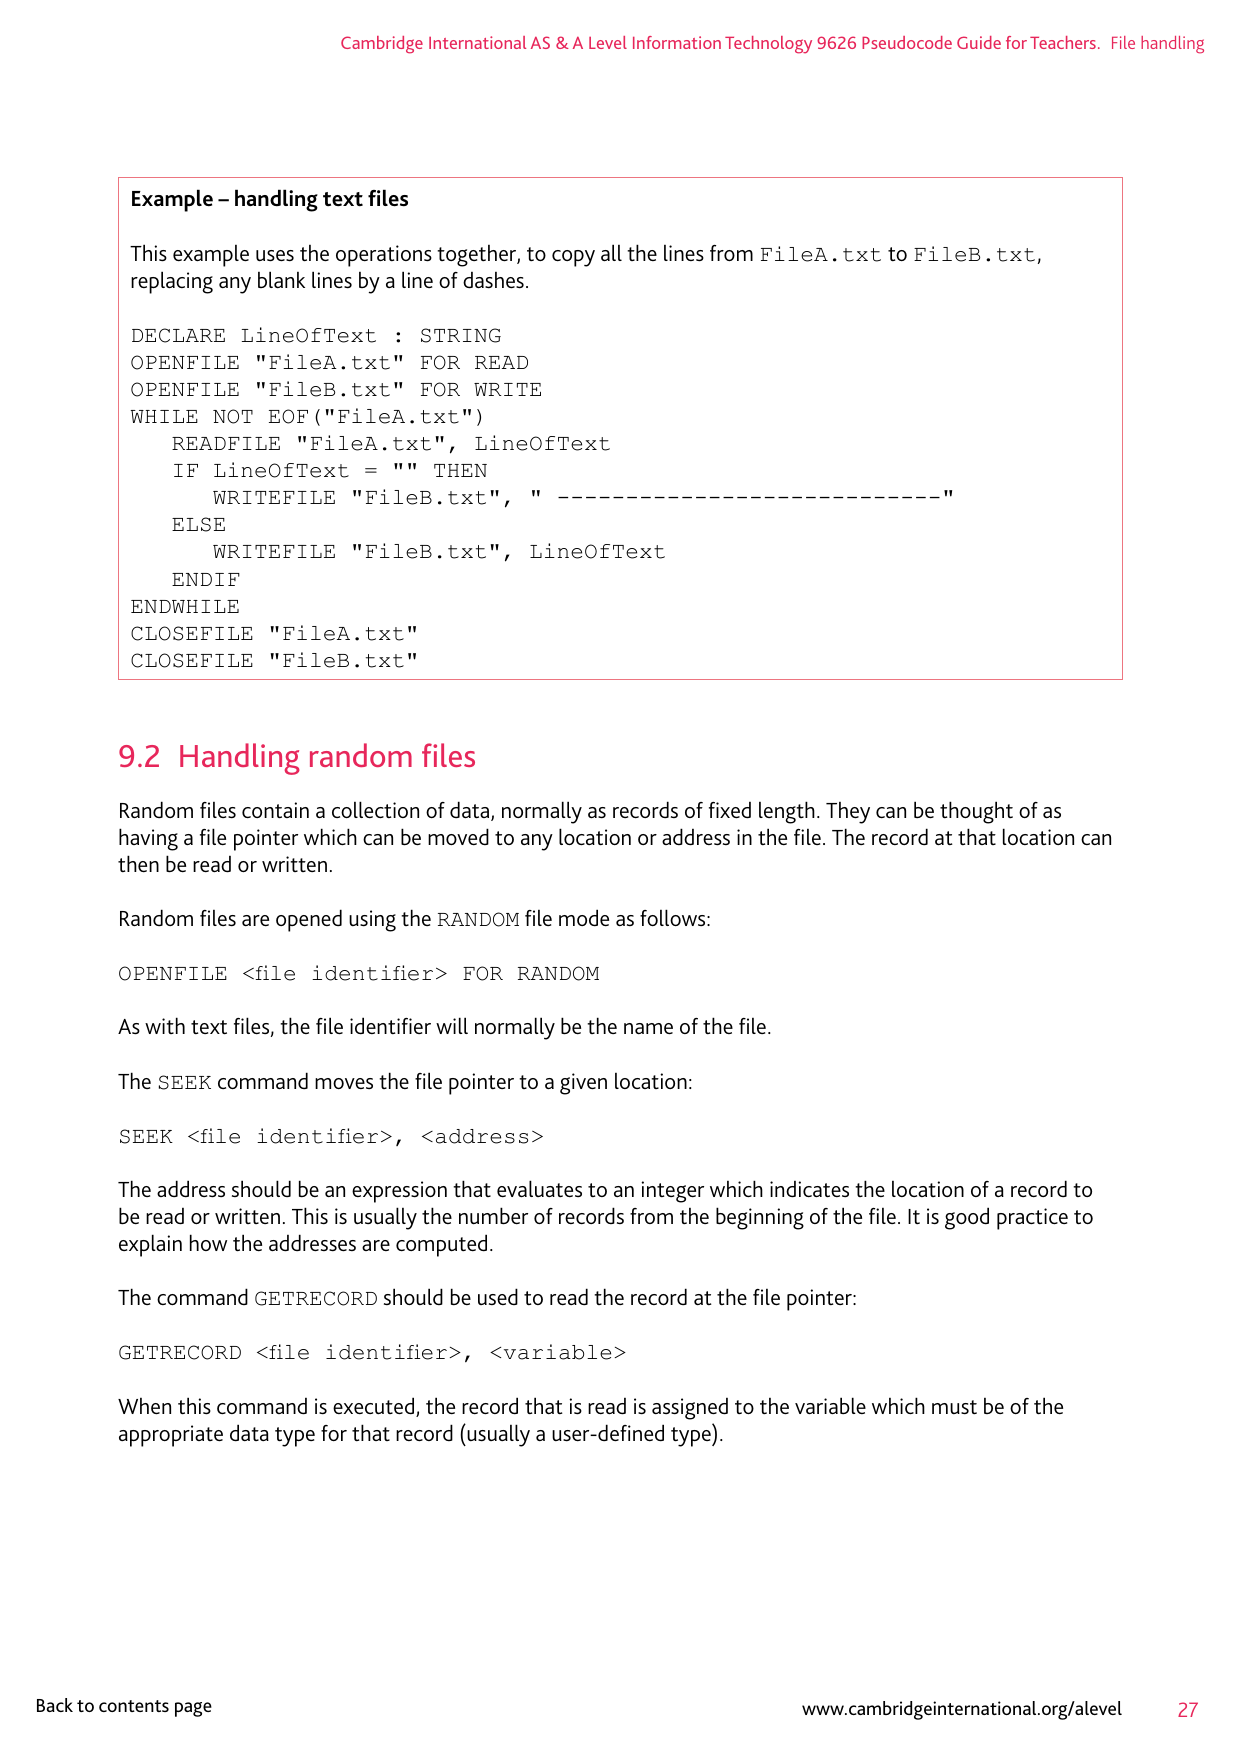 Cambridge International AS & A Level Information Technology 9626 Pseudocode Guide for Teachers. File handling
Example – handling text files
This example uses the operations together, to copy all the lines from FileA.txt to FileB.txt,
replacing any blank lines by a line of dashes.
DECLARE LineOfText : STRING
OPENFILE "FileA.txt" FOR READ
OPENFILE "FileB.txt" FOR WRITE
WHILE NOT EOF("FileA.txt")
   READFILE "FileA.txt", LineOfText
   IF LineOfText = "" THEN
      WRITEFILE "FileB.txt", " ----------------------------"
   ELSE
      WRITEFILE "FileB.txt", LineOfText
   ENDIF
ENDWHILE
CLOSEFILE "FileA.txt"
CLOSEFILE "FileB.txt"
9.2 Handling random files
Random files contain a collection of data, normally as records of fixed length. They can be thought of as
having a file pointer which can be moved to any location or address in the file. The record at that location can
then be read or written.
Random files are opened using the RANDOM file mode as follows:
OPENFILE <file identifier> FOR RANDOM
As with text files, the file identifier will normally be the name of the file.
The SEEK command moves the file pointer to a given location:
SEEK <file identifier>, <address>
The address should be an expression that evaluates to an integer which indicates the location of a record to
be read or written. This is usually the number of records from the beginning of the file. It is good practice to
explain how the addresses are computed.
The command GETRECORD should be used to read the record at the file pointer:
GETRECORD <file identifier>, <variable>
When this command is executed, the record that is read is assigned to the variable which must be of the
appropriate data type for that record (usually a user-defined type).
Back to contents page
www.cambridgeinternational.org/alevel 27